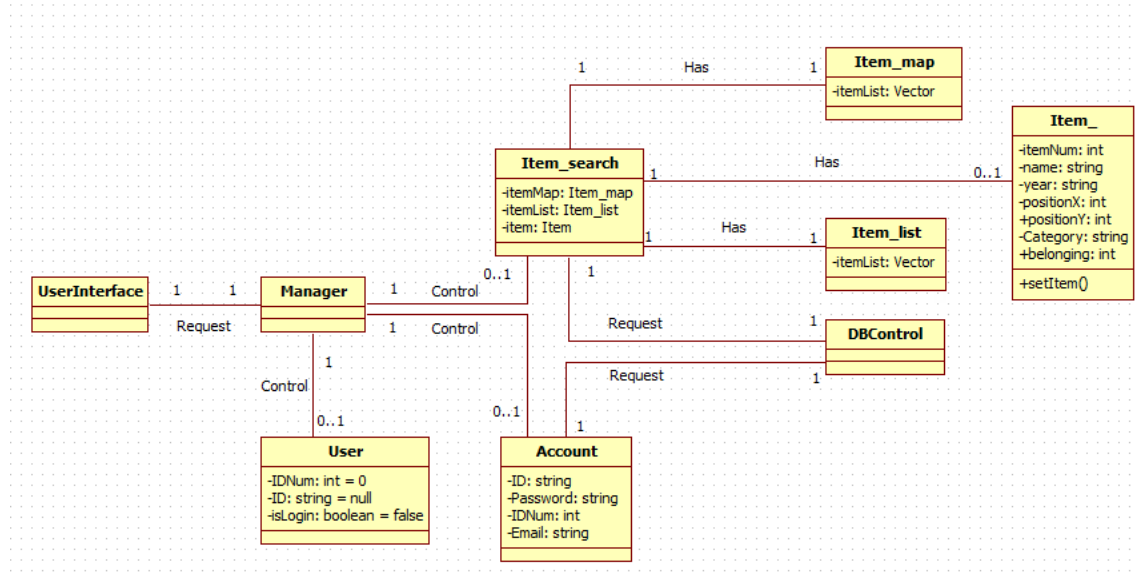 1 Has 1
Item_map
-itemList: Vector
Item_search
-itemMap: Item_map
-itemList: Item_list
-item: Item
1 Has 0..1
Item_
-itemNum: int
-name: string
-year: string
-positionX: int
+positionY: int
-Category: string
+belonging: int
+setItem()
1 Has 1
Item_list
-itemList: Vector
UserInterface
1 1
Request
Manager
1 Control 0..1
1 Control 0..1
1 Request 1
DBControl
1 Request 1
1
Control
0..1
User
-IDNum: int = 0
-ID: string = null
-isLogin: boolean = false
Account
-ID: string
-Password: string
-IDNum: int
-Email: string